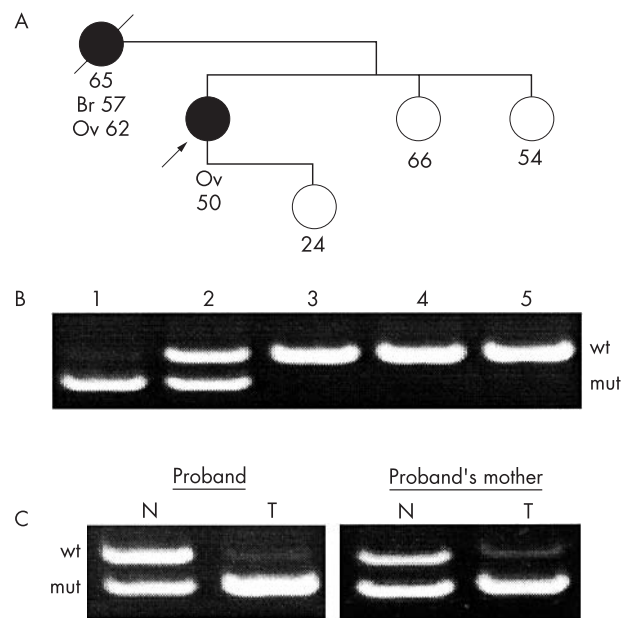 A
65
Br 57
Ov 62
Ov
50
66
54
24
B 1 2 3 4 5
wt
mut
Proband Proband's mother
C N T N T
wt
mut